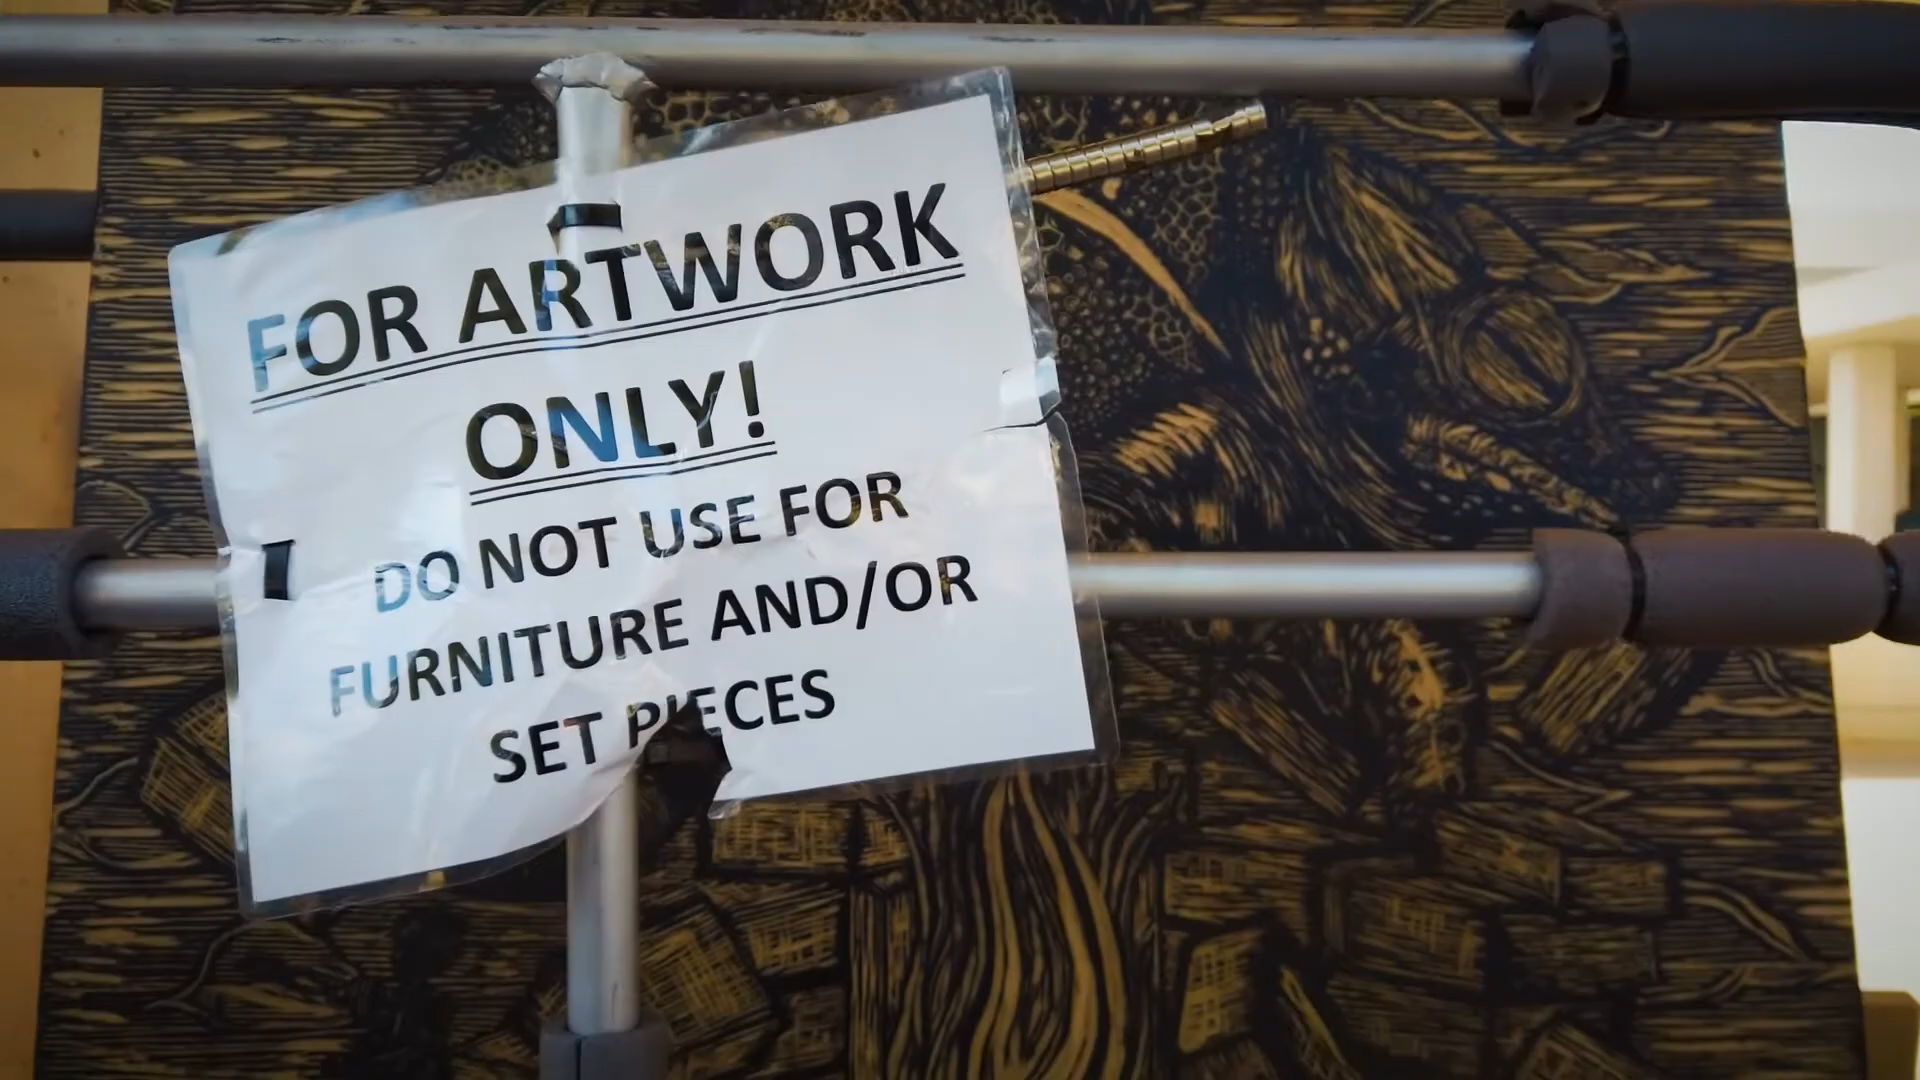 FOR ARTWORK
ONLY!
DO NOT USE FOR
FURNITURE AND/OR
SET PIECES